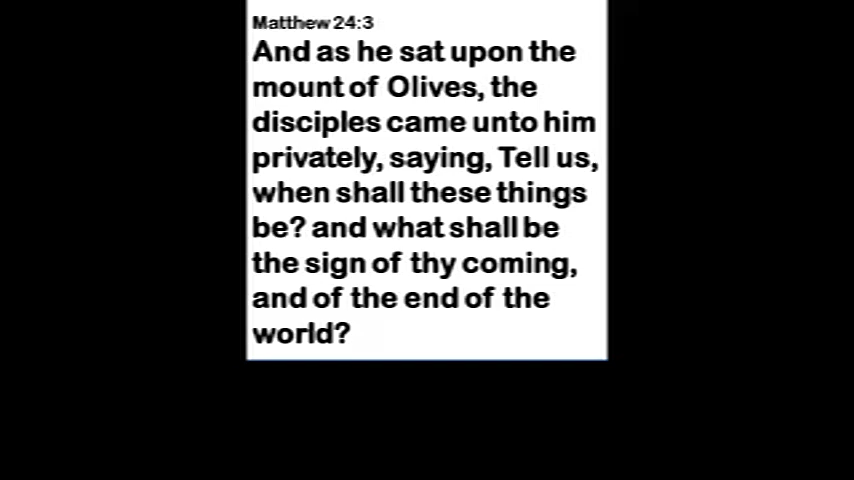 Matthew 24:3
And as he sat upon the
mount of Olives, the
disciples came unto him
privately, saying, Tell us,
when shall these things
be? and what shall be
the sign of thy coming,
and of the end of the
world?